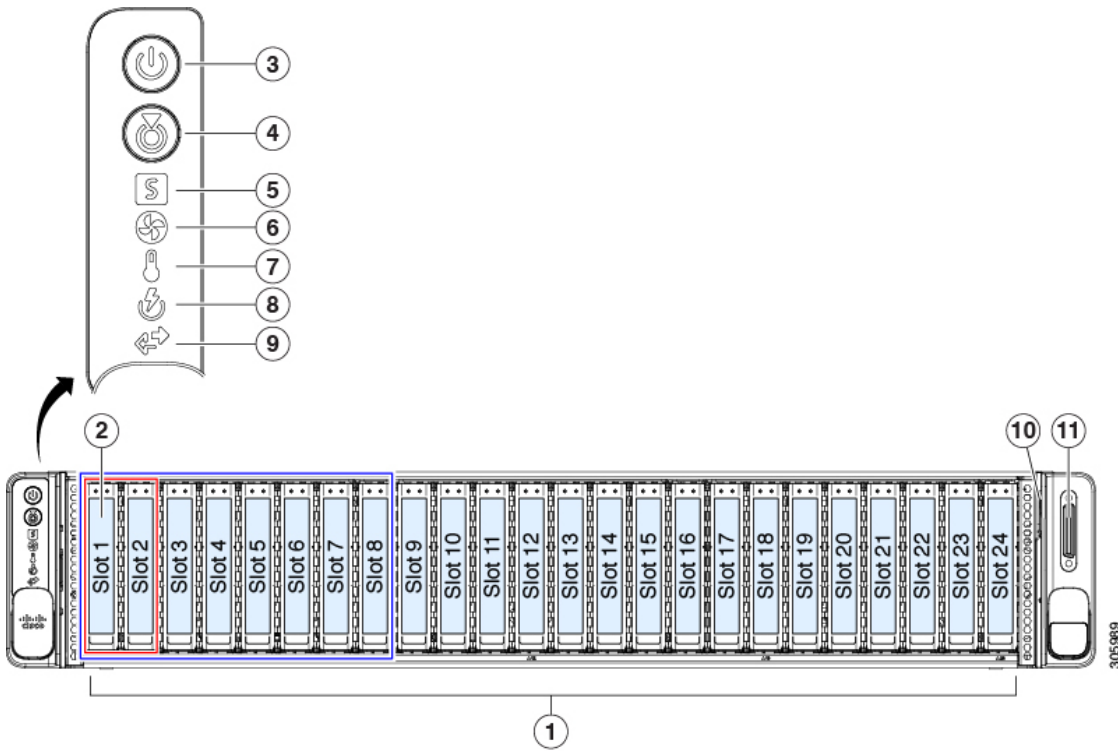 3
4
S
5
6
7
8
9
2
10
11
Slot 1
Slot 2
Slot 3
Slot 4
Slot 5
Slot 6
Slot 7
Slot 8
Slot 9
Slot 10
Slot 11
Slot 12
Slot 13
Slot 14
Slot 15
Slot 16
Slot 17
Slot 18
Slot 19
Slot 20
Slot 21
Slot 22
Slot 23
Slot 24
cisco
305989
1